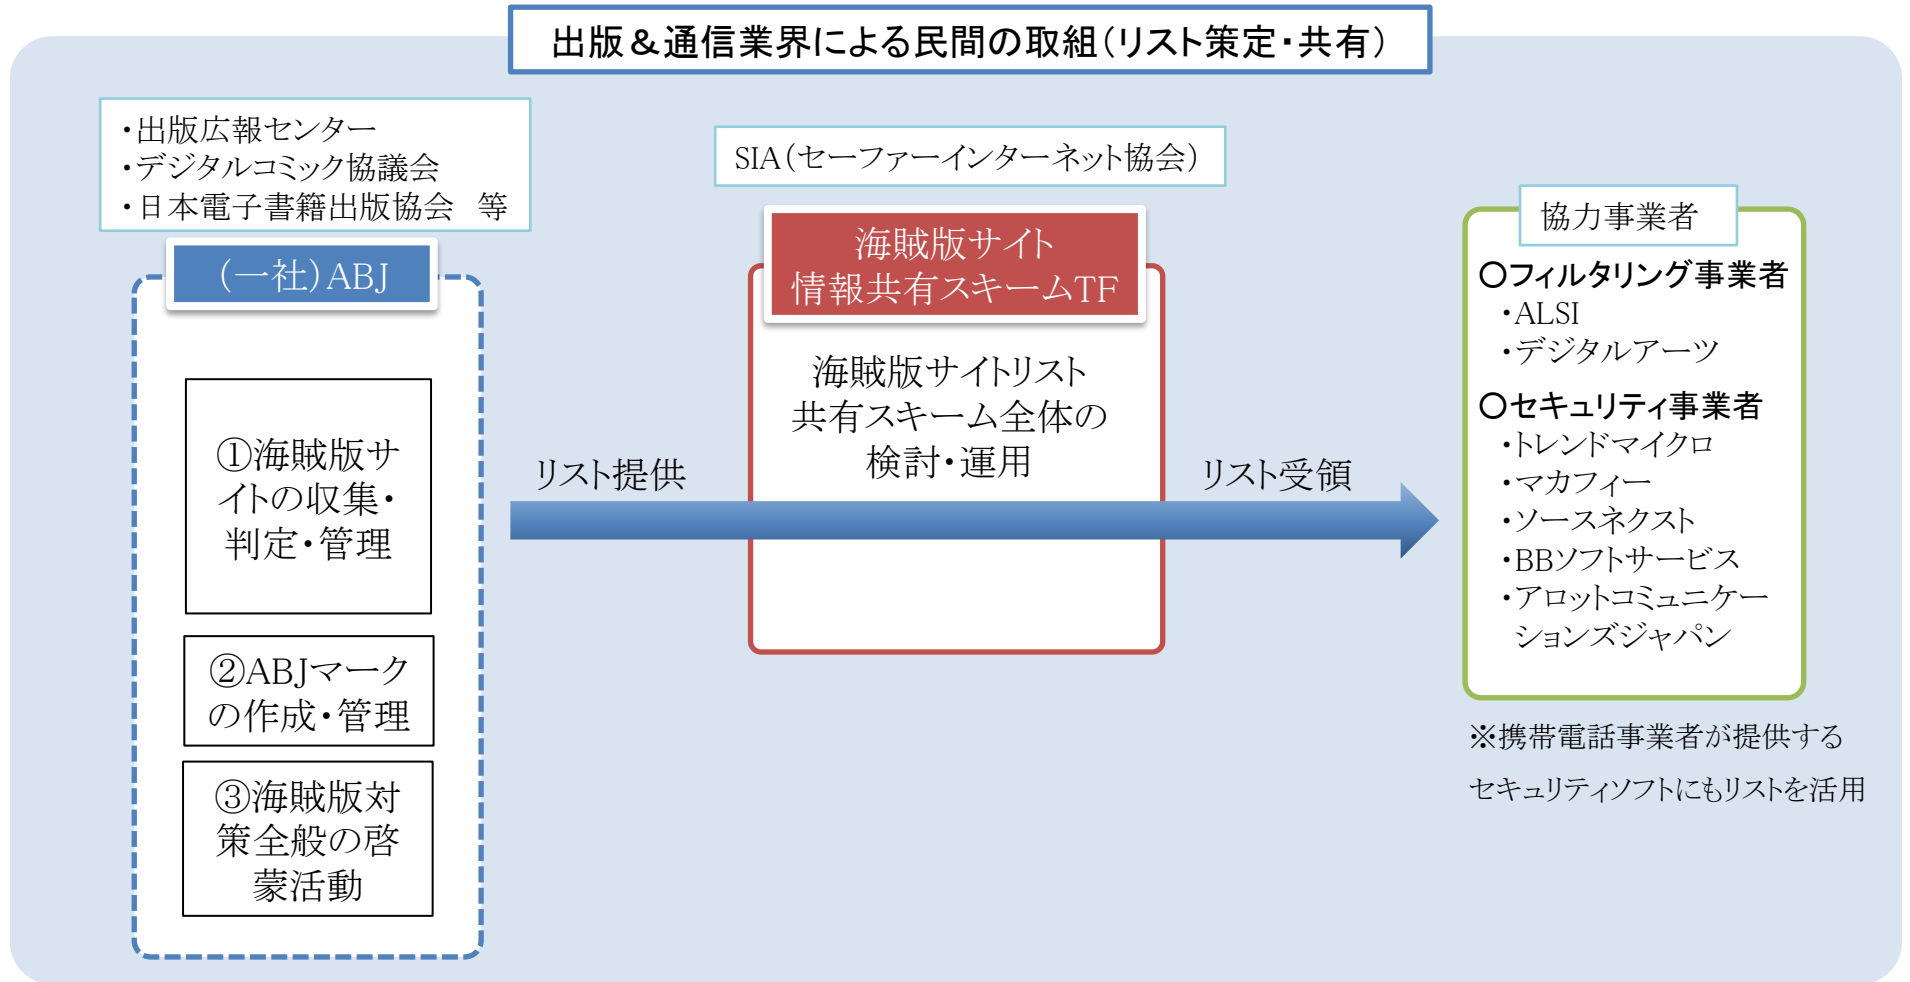 出版＆通信業界による民間の取組（リスト策定・共有）
・出版広報センター
・デジタルコミック協議会
・日本電子書籍出版協会　等
（一社）ABJ
①海賊版サ
イトの収集・
判定・管理
②ABJマーク
の作成・管理
③海賊版対
策全般の啓
蒙活動
リスト提供
SIA（セーファーインターネット協会）
海賊版サイト
情報共有スキームTF
海賊版サイトリスト
共有スキーム全体の
検討・運用
リスト受領
協力事業者
〇フィルタリング事業者
・ALSI
・デジタルアーツ
〇セキュリティ事業者
・トレンドマイクロ
・マカフィー
・ソースネクスト
・BBソフトサービス
・アロットコミュニケー
ションズジャパン
※携帯電話事業者が提供する
セキュリティソフトにもリストを活用